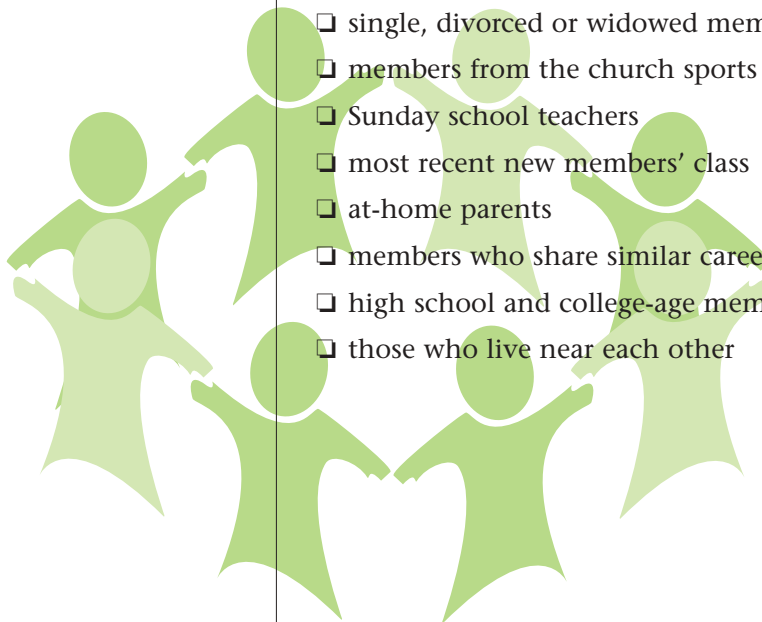 ❏ single, divorced or widowed mem
❏ members from the church sports
❏ Sunday school teachers
❏ most recent new members’ class
❏ at-home parents
❏ members who share similar caree
❏ high school and college-age mem
❏ those who live near each other